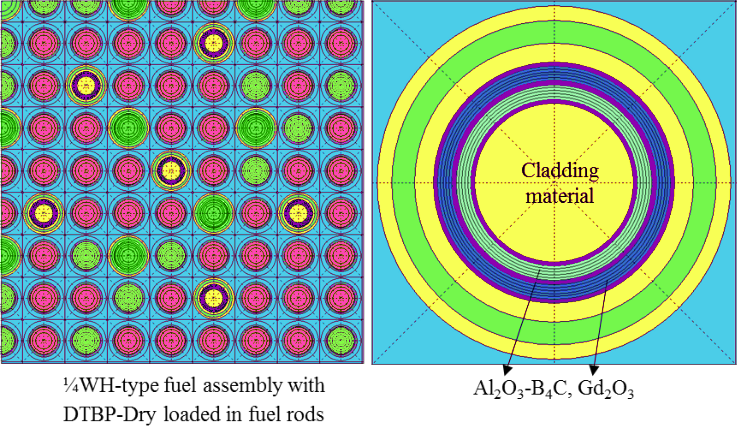 Cladding
material
¼WH-type fuel assembly with
DTBP-Dry loaded in fuel rods
Al₂O₃-B₄C, Gd₂O₃